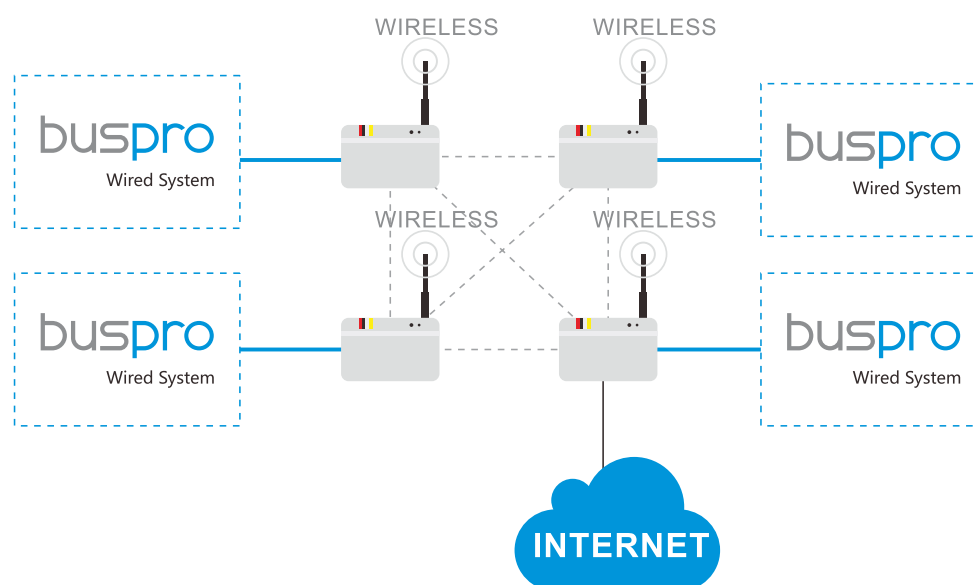 WIRELESS WIRELESS
buspro
Wired System
buspro
Wired System
WIRELESS WIRELESS
buspro
Wired System
buspro
Wired System
INTERNET